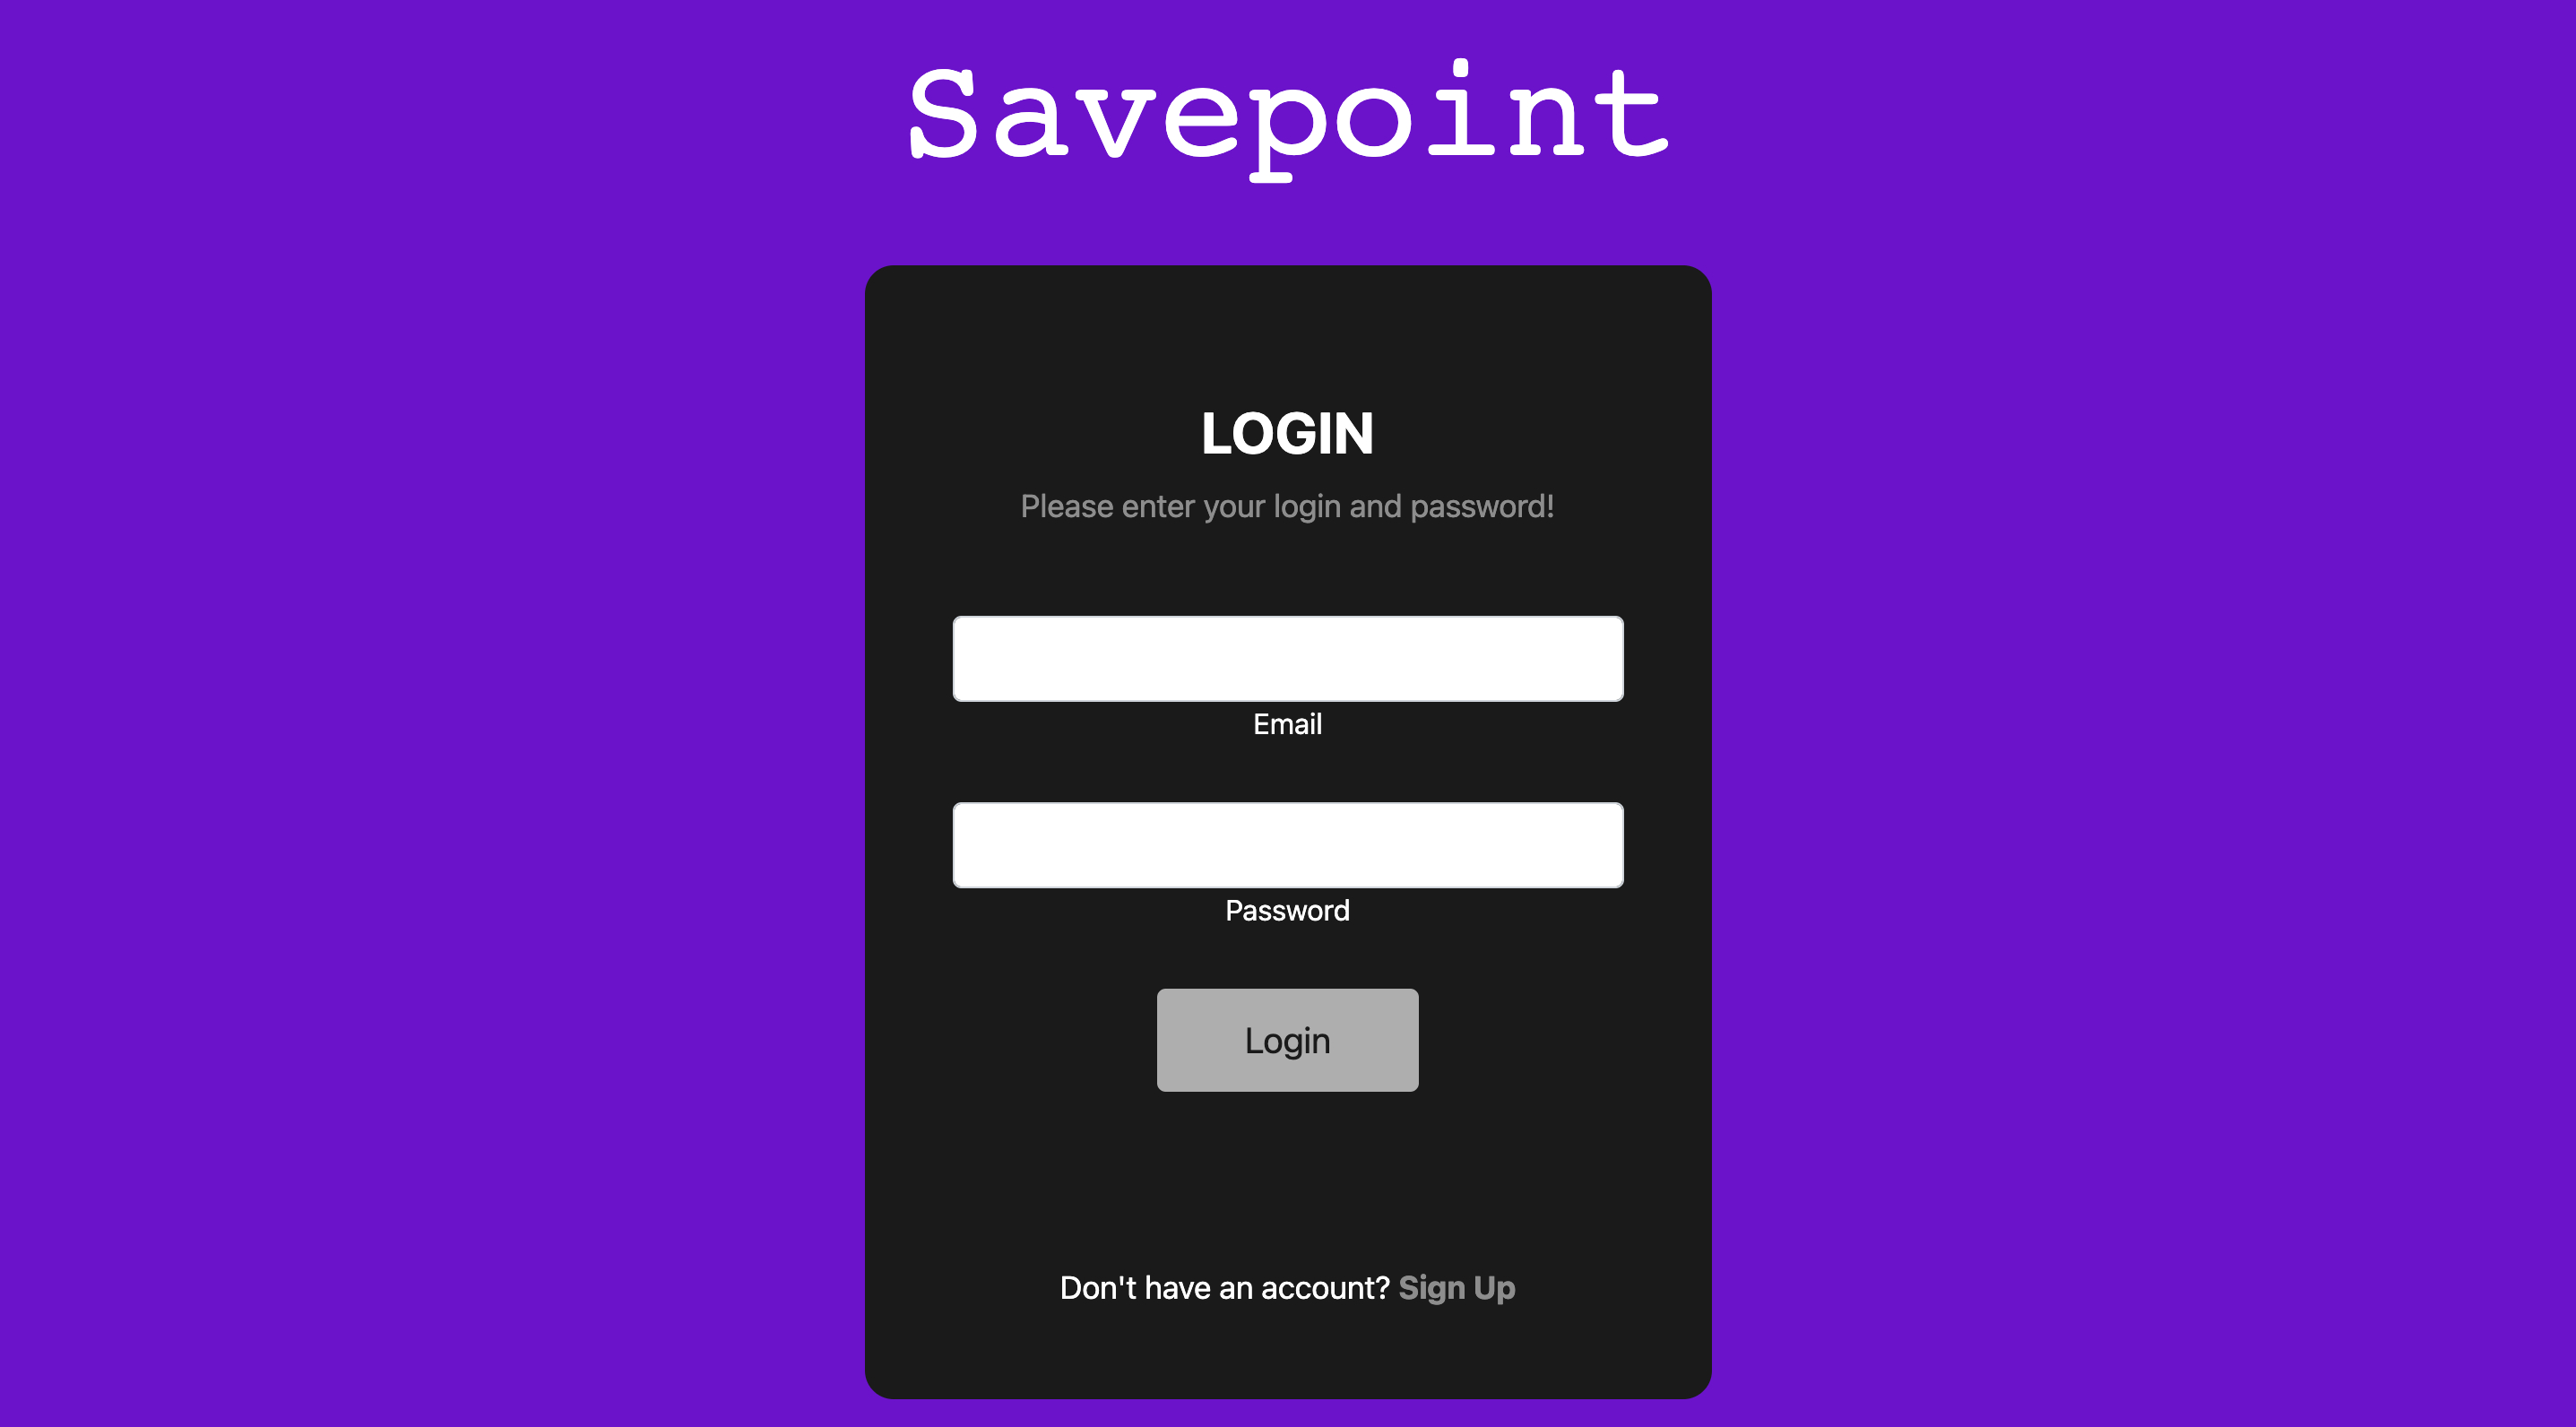 Savepoint
LOGIN
Please enter your login and password!
Email
Password
Login
Don't have an account? Sign Up